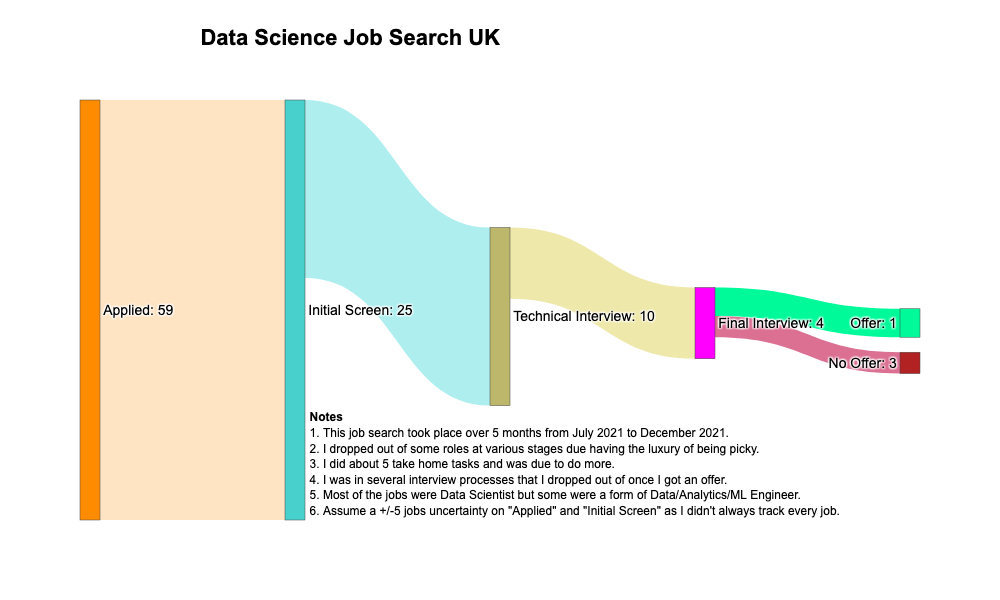 Data Science Job Search UK
Applied: 59
Initial Screen: 25
Technical Interview: 10
Final Interview: 4
Offer: 1
No Offer: 3
Notes
1. This job search took place over 5 months from July 2021 to December 2021.
2. I dropped out of some roles at various stages due having the luxury of being picky.
3. I did about 5 take home tasks and was due to do more.
4. I was in several interview processes that I dropped out of once I got an offer.
5. Most of the jobs were Data Scientist but some were a form of Data/Analytics/ML Engineer.
6. Assume a +/-5 jobs uncertainty on "Applied" and "Initial Screen" as I didn't always track every job.